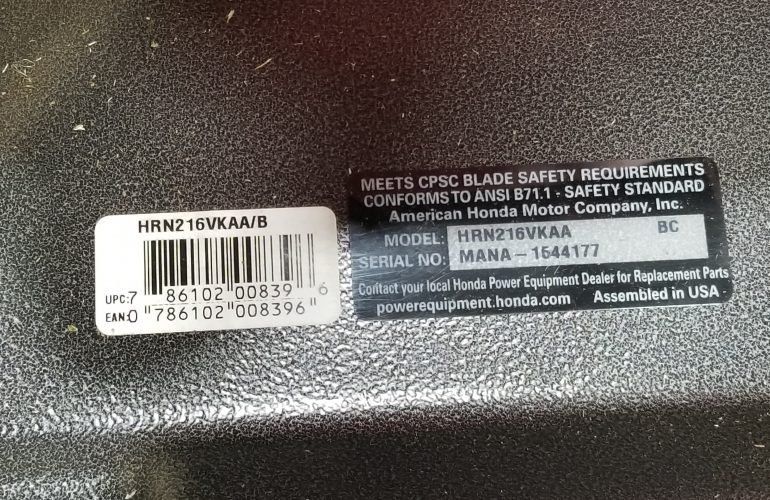 HRN216VKAA/B
UPC:7 86102 00839 6
EAN:0 786102 008396
MEETS CPSC BLADE SAFETY REQUIREMENTS
CONFORMS TO ANSI B71.1 - SAFETY STANDARD
American Honda Motor Company, Inc.
MODEL: HRN216VKAA BC
SERIAL NO: MANA-1544177
Contact your local Honda Power Equipment Dealer for Replacement Parts
powerequipment.honda.com Assembled in USA